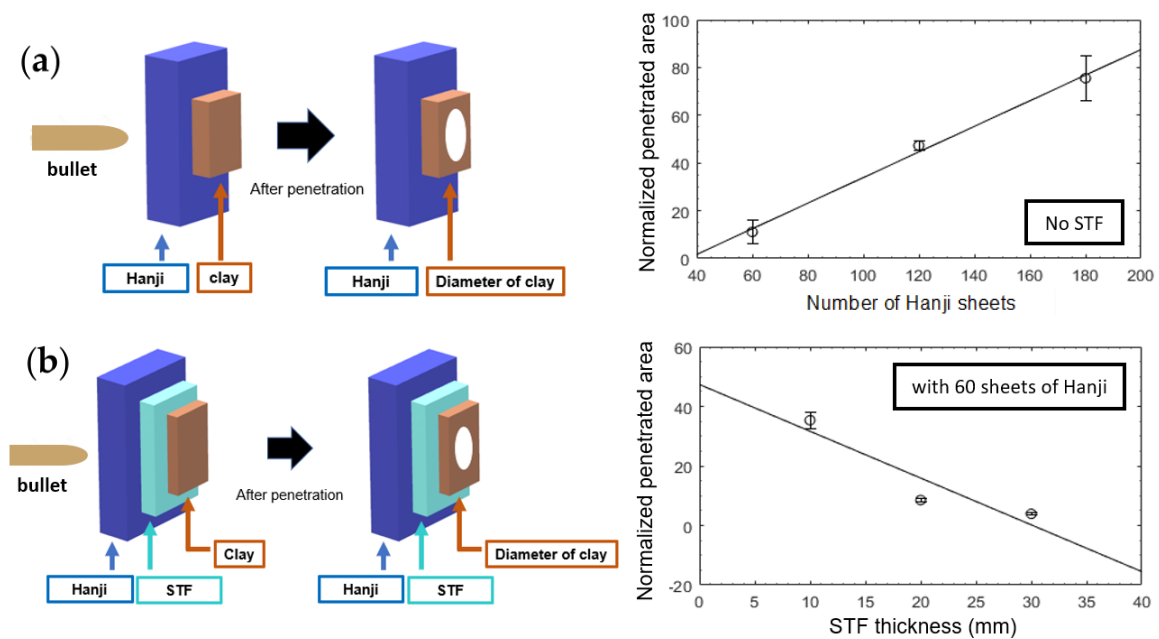 (a)
bullet
After penetration
Hanji
clay
Hanji
Diameter of clay
Normalized penetrated area
100
80
60
40
20
0
No STF
40 60 80 100 120 140 160 180 200
Number of Hanji sheets
(b)
bullet
After penetration
Clay
Diameter of clay
Hanji
STF
Hanji
STF
Normalized penetrated area
60
40
20
0
-20
with 60 sheets of Hanji
0 5 10 15 20 25 30 35 40
STF thickness (mm)